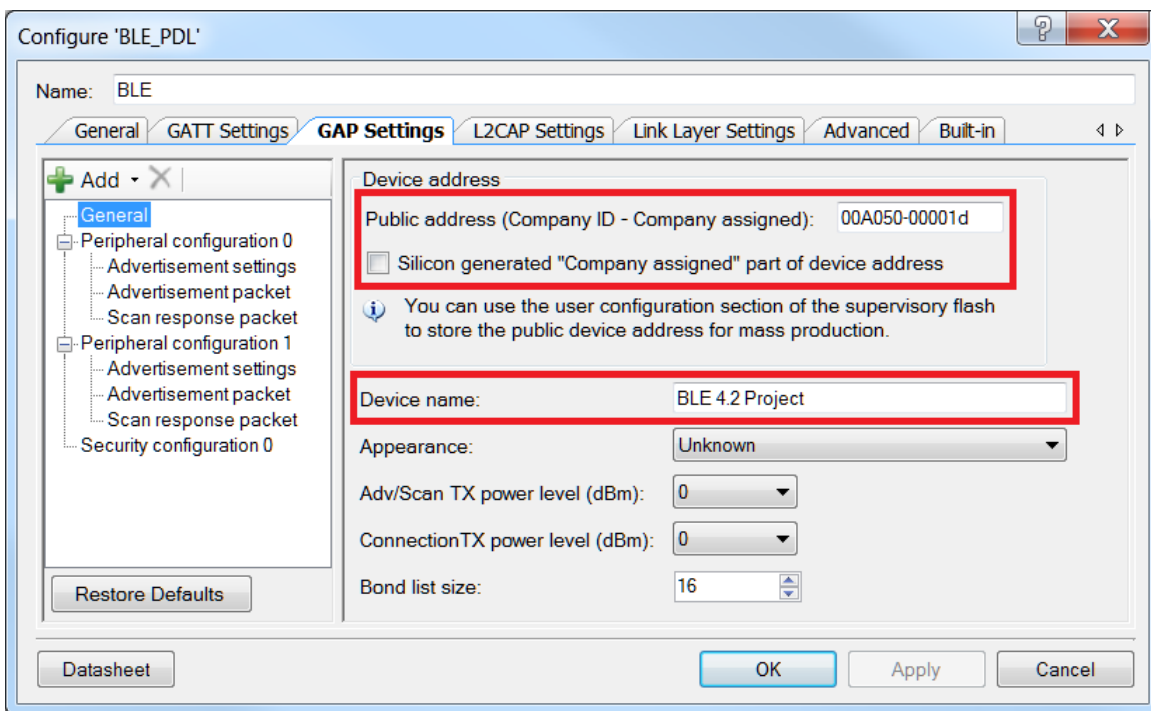 Configure 'BLE_PDL'
Name: BLE
General GATT Settings GAP Settings L2CAP Settings Link Layer Settings Advanced Built-in
Add
General
Peripheral configuration 0
Advertisement settings
Advertisement packet
Scan response packet
Peripheral configuration 1
Advertisement settings
Advertisement packet
Scan response packet
Security configuration 0
Restore Defaults
Device address
Public address (Company ID - Company assigned): 00A050-00001d
Silicon generated "Company assigned" part of device address
You can use the user configuration section of the supervisory flash
to store the public device address for mass production.
Device name: BLE 4.2 Project
Appearance: Unknown
Adv/Scan TX power level (dBm): 0
ConnectionTX power level (dBm): 0
Bond list size: 16
Datasheet OK Apply Cancel